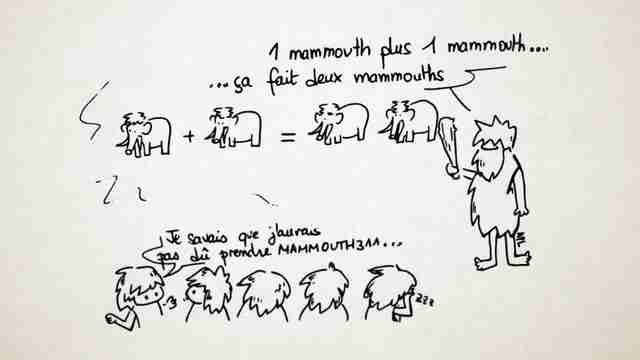 1 mammouth plus 1 mammouth....
...ça fait deux mammouths
+ =
Je savais que j'aurais
pas dû prendre MAMMOUTH311...
zzz